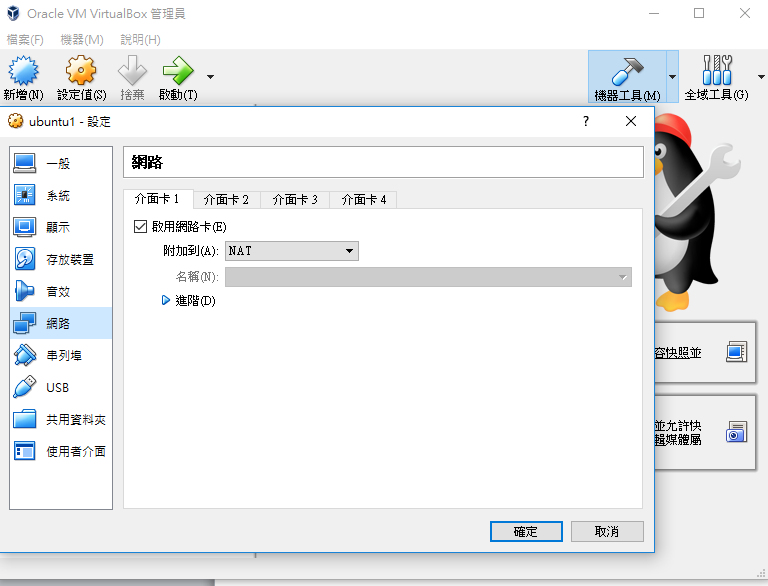 Oracle VM VirtualBox 管理員
檔案(F) 機器(M) 說明(H)
新增(N) 設定值(S) 捨棄 啟動(T) 機器工具(M) 全域工具(G)
ubuntu1 - 設定
?
一般
系統
顯示
存放裝置
音效
網路
串列埠
USB
共用資料夾
使用者介面
網路
介面卡 1 介面卡 2 介面卡 3 介面卡 4
啟用網路卡(E)
附加到(A): NAT
名稱(N):
進階(D)
容快照並
並允許快
輯媒體屬
確定 取消